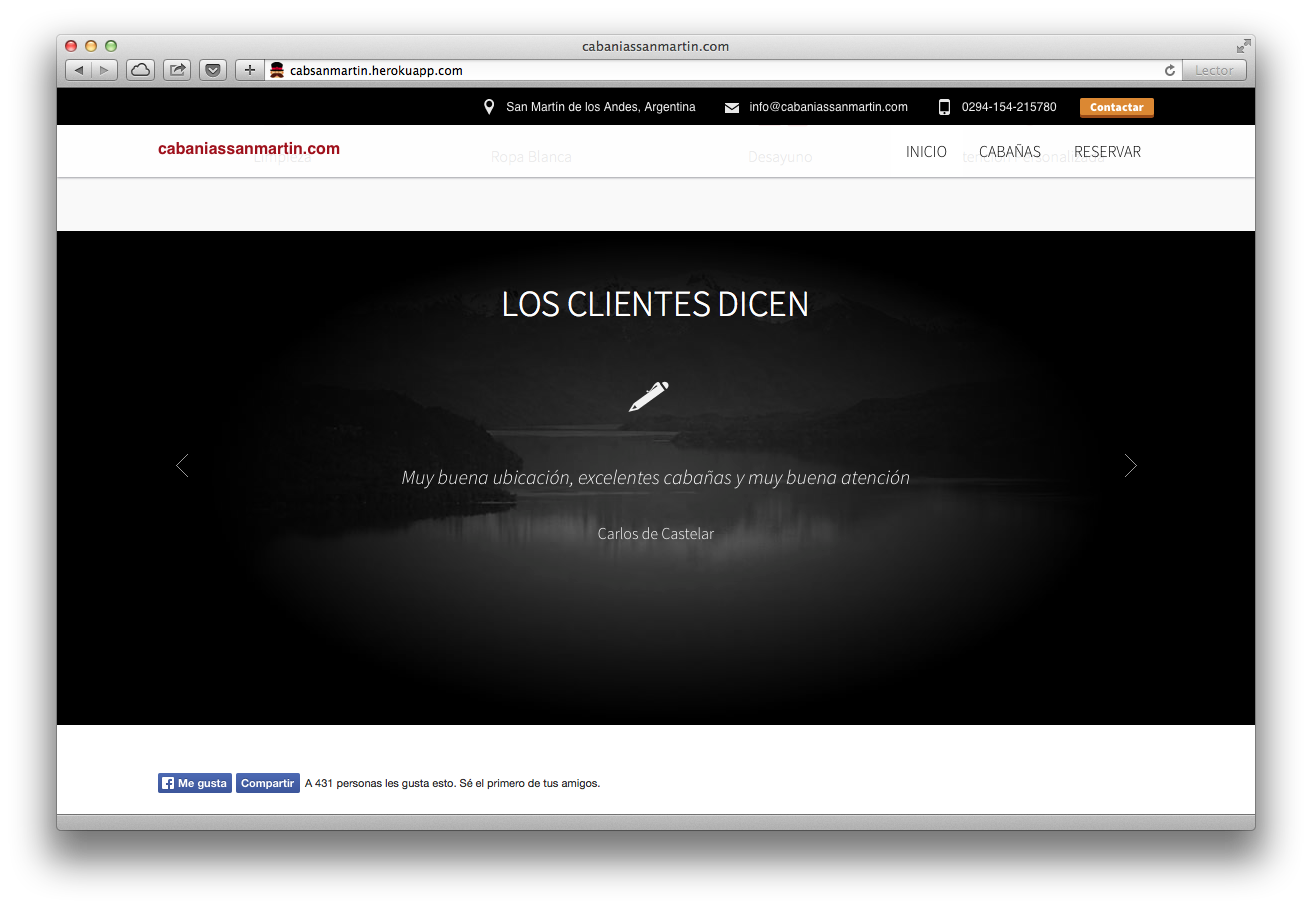 cabaniassanmartin.com
cabsanmartin.herokuapp.com
Lector
San Martin de los Andes, Argentina
info@cabaniassanmartin.com
0294-154-215780
Contactar
cabaniassanmartin.com
INICIO
CABAÑAS
RESERVAR
Limpieza
Ropa Blanca
Desayuno
LOS CLIENTES DICEN
Muy buena ubicación, excelentes cabañas y muy buena atención
Carlos de Castelar
Me gusta
Compartir
A 431 personas les gusta esto. Sé el primero de tus amigos.